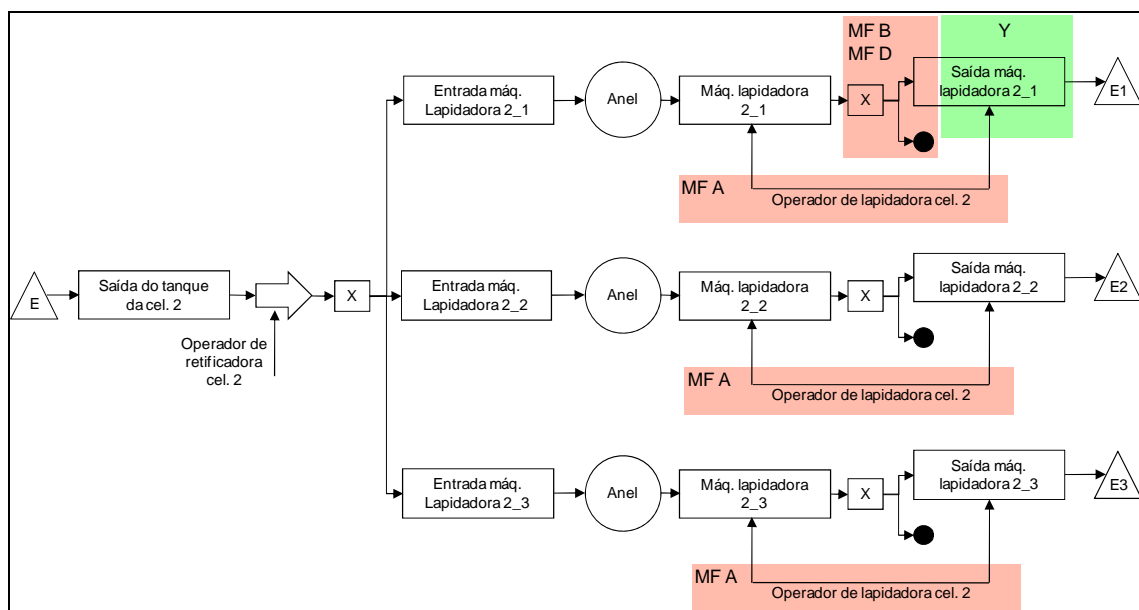 MF B
MF D
Y
Entrada máq.
Lapidadora 2_1
Anel
Máq. lapidadora
2_1
X
Saída máq.
lapidadora 2_1
E1
MF A
Operador de lapidadora cel. 2
E
Saída do tanque
da cel. 2
X
Operador de
retificadora
cel. 2
Entrada máq.
Lapidadora 2_2
Anel
Máq. lapidadora
2_2
X
Saída máq.
lapidadora 2_2
E2
MF A
Operador de lapidadora cel. 2
Entrada máq.
Lapidadora 2_3
Anel
Máq. lapidadora
2_3
X
Saída máq.
lapidadora 2_3
E3
MF A
Operador de lapidadora cel. 2